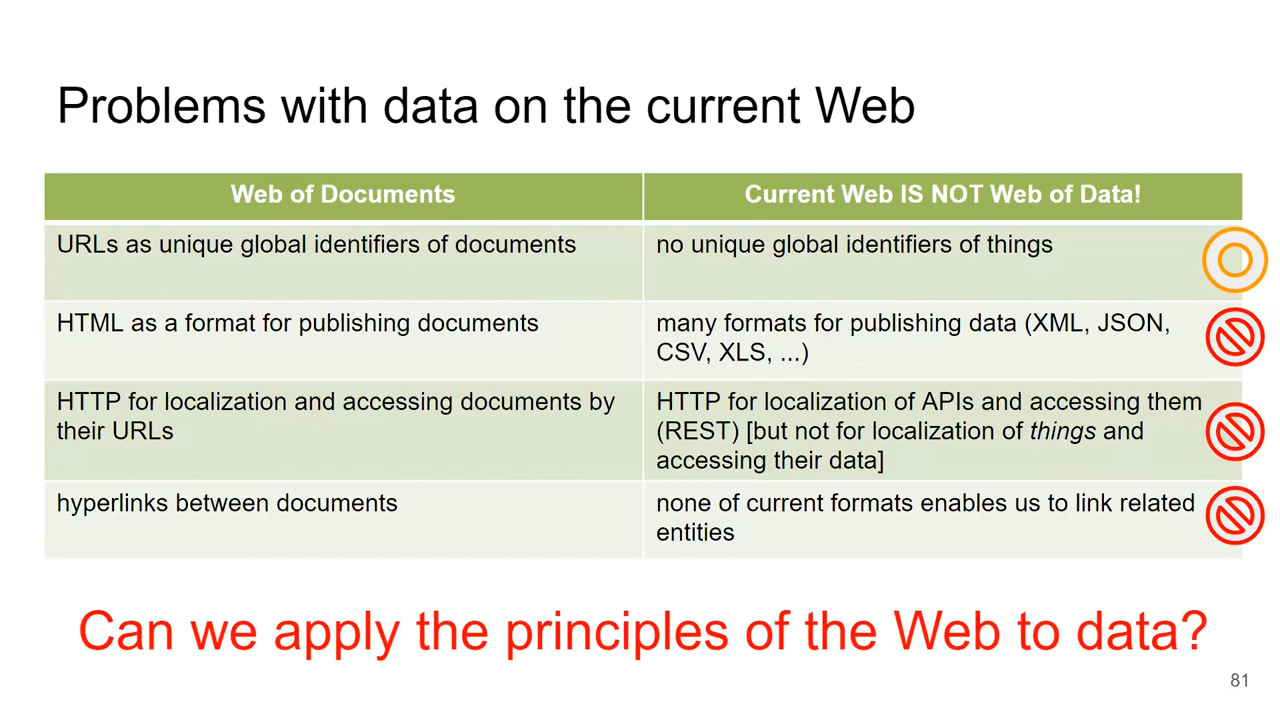 Problems with data on the current Web
Web of Documents
Current Web IS NOT Web of Data!
URLs as unique global identifiers of documents
no unique global identifiers of things
HTML as a format for publishing documents
many formats for publishing data (XML, JSON,
CSV, XLS, ...)
HTTP for localization and accessing documents by
their URLs
HTTP for localization of APIs and accessing them
(REST) [but not for localization of things and
accessing their data]
hyperlinks between documents
none of current formats enables us to link related
entities
Can we apply the principles of the Web to data?
81